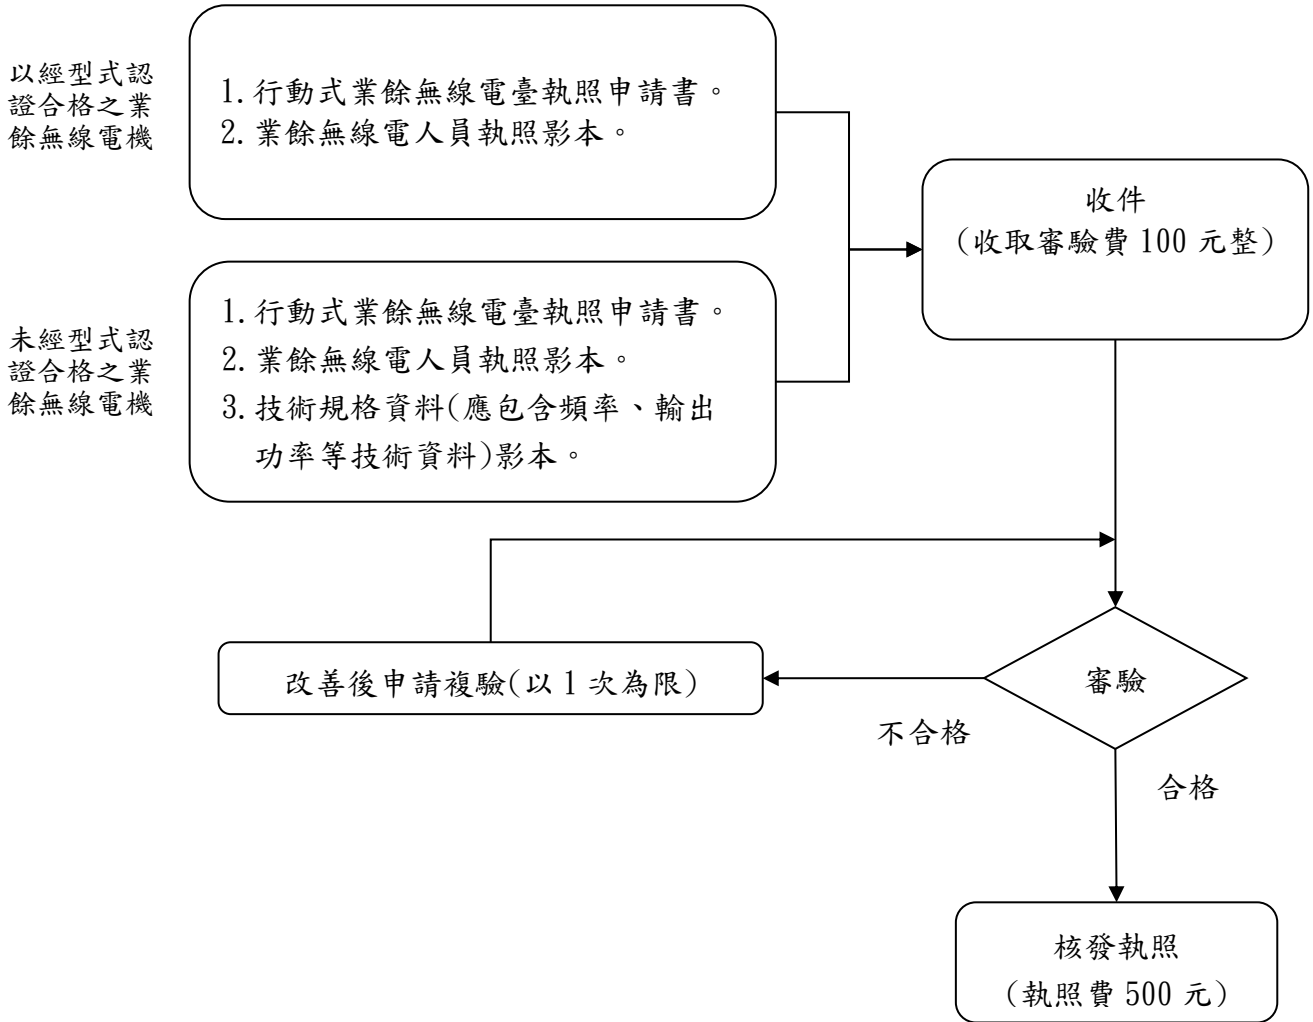 以經型式認
證合格之業
餘無線電機
1. 行動式業餘無線電臺執照申請書。
2. 業餘無線電人員執照影本。
收件
(收取審驗費 100 元整)
未經型式認
證合格之業
餘無線電機
1. 行動式業餘無線電臺執照申請書。
2. 業餘無線電人員執照影本。
3. 技術規格資料(應包含頻率、輸出
功率等技術資料)影本。
改善後申請複驗(以 1 次為限)
審驗
不合格
合格
核發執照
(執照費 500 元)